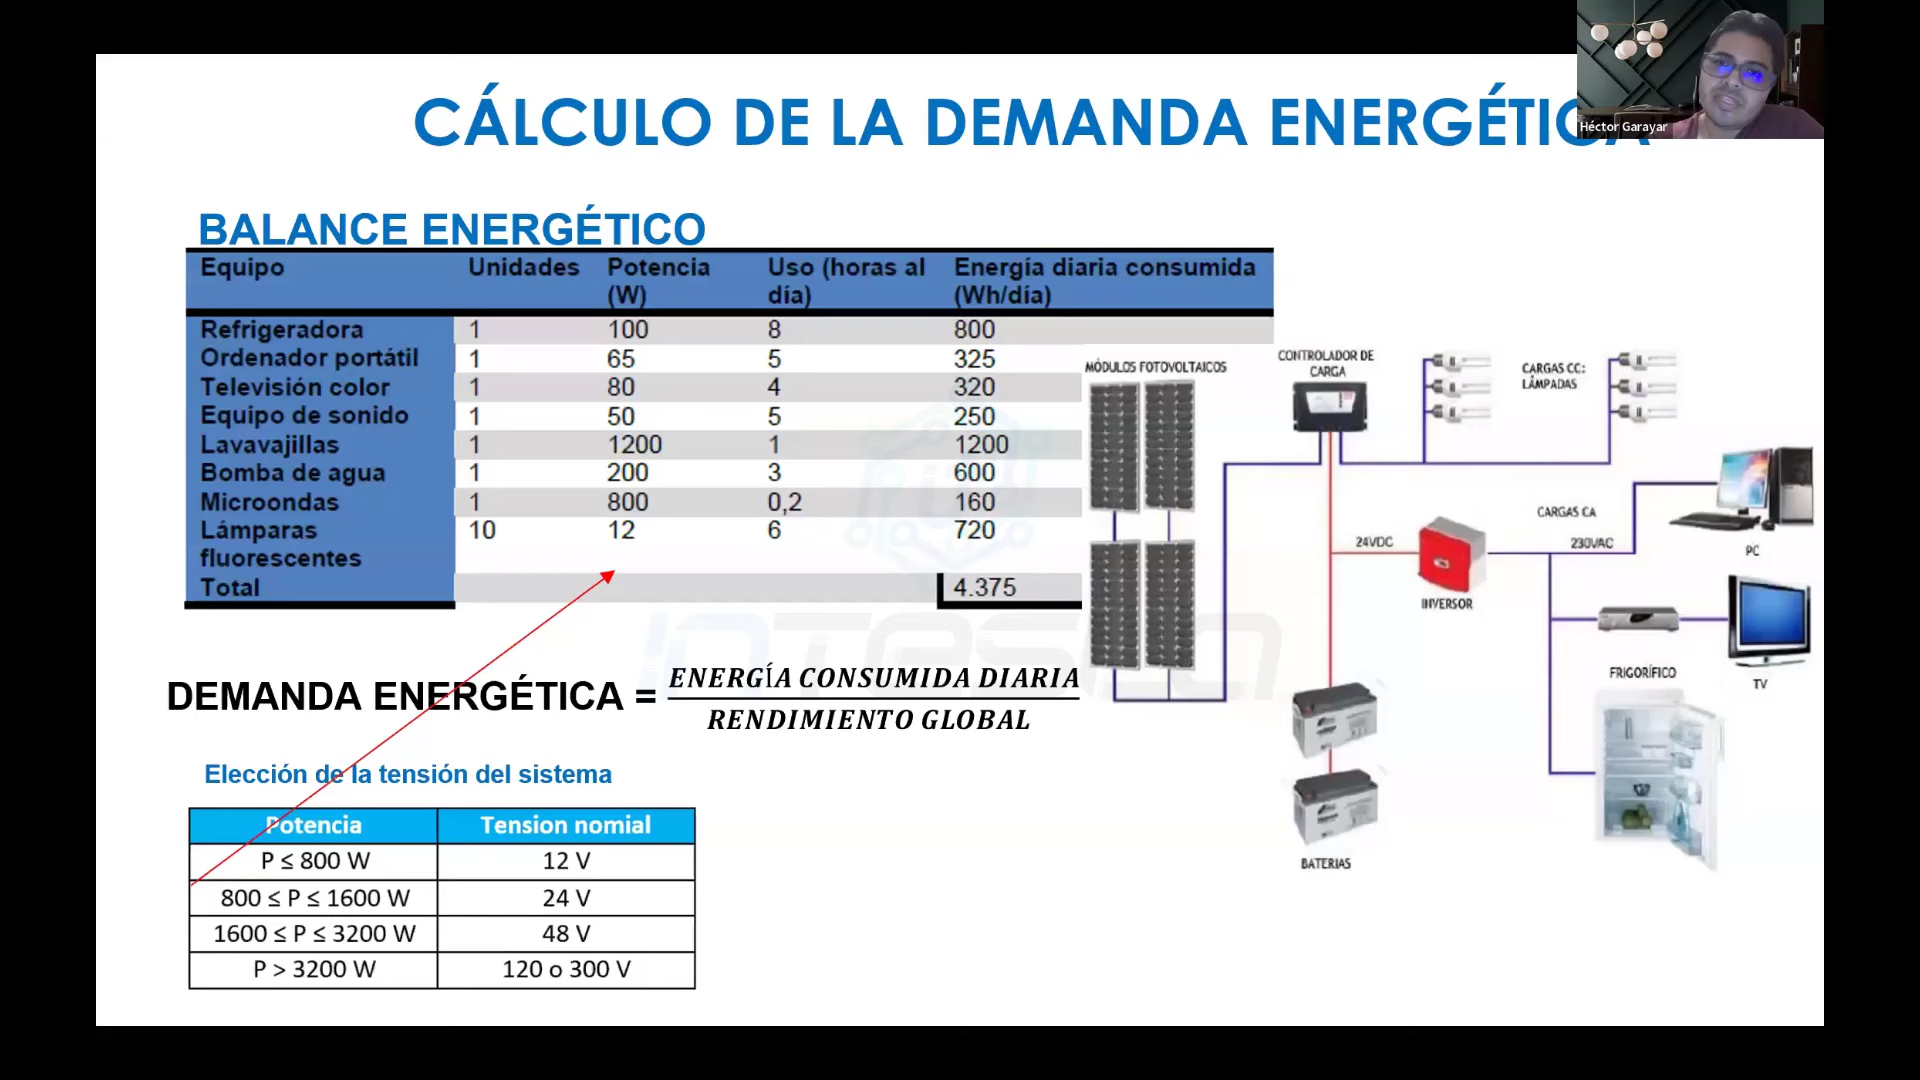 CÁLCULO DE LA DEMANDA ENERGÉTICA
Héctor Garayar
BALANCE ENERGÉTICO
Equipo Unidades Potencia (W) Uso (horas al día) Energía diaria consumida (Wh/día)
Refrigeradora 1 100 8 800
Ordenador portátil 1 65 5 325
Televisión color 1 80 4 320
Equipo de sonido 1 50 5 250
Lavavajillas 1 1200 1 1200
Bomba de agua 1 200 3 600
Microondas 1 800 0,2 160
Lámparas fluorescentes 10 12 6 720
Total 4.375
DEMANDA ENERGÉTICA = ENERGÍA CONSUMIDA DIARIA
RENDIMIENTO GLOBAL
Elección de la tensión del sistema
Potencia Tension nomial
P ≤ 800 W 12 V
800 ≤ P ≤ 1600 W 24 V
1600 ≤ P ≤ 3200 W 48 V
P > 3200 W 120 o 300 V
MÓDULOS FOTOVOLTAICOS
CONTROLADOR DE
CARGA
CARGAS CC:
LÂMPADAS
CARGAS CA
24VDC
230VAC
PC
INVERSOR
FRIGORÍFICO
TV
BATERIAS